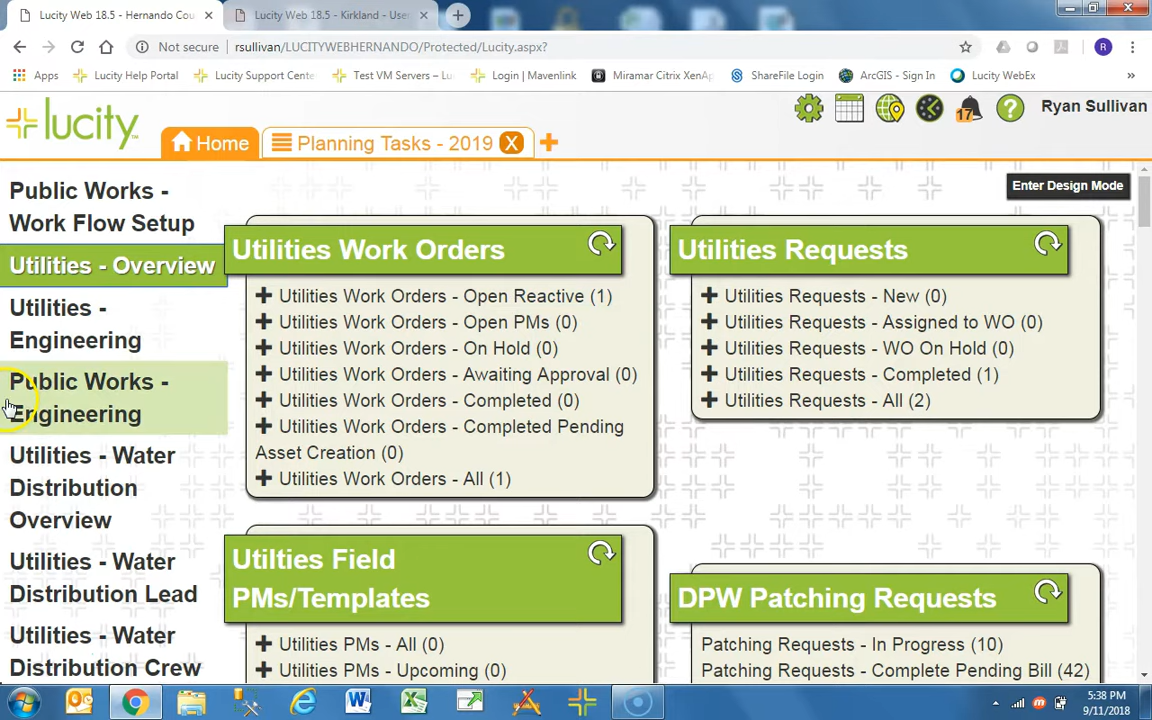 Lucity Web 18.5 - Hernando Cou
Lucity Web 18.5 - Kirkland - User
Not secure rsullivan/LUCITYWEBHERNANDO/Protected/Lucity.aspx?
R
Apps Lucity Help Portal Lucity Support Cente Test VM Servers – Lu Login | Mavenlink Miramar Citrix XenAp ShareFile Login ArcGIS - Sign In Lucity WebEx »
lucity
Home
Planning Tasks - 2019 X
17
?
Ryan Sullivan
Enter Design Mode
Public Works -
Work Flow Setup
Utilities - Overview
Utilities -
Engineering
Public Works -
Engineering
Utilities - Water
Distribution
Overview
Utilities - Water
Distribution Lead
Utilities - Water
Distribution Crew
Utilities Work Orders
Utilities Work Orders - Open Reactive (1)
Utilities Work Orders - Open PMs (0)
Utilities Work Orders - On Hold (0)
Utilities Work Orders - Awaiting Approval (0)
Utilities Work Orders - Completed (0)
Utilities Work Orders - Completed Pending
Asset Creation (0)
Utilities Work Orders - All (1)
Utilities Requests
Utilities Requests - New (0)
Utilities Requests - Assigned to WO (0)
Utilities Requests - WO On Hold (0)
Utilities Requests - Completed (1)
Utilities Requests - All (2)
Utilties Field
PMs/Templates
Utilities PMs - All (0)
Utilities PMs - Upcoming (0)
DPW Patching Requests
Patching Requests - In Progress (10)
Patching Requests - Complete Pending Bill (42)
5:38 PM
9/11/2018